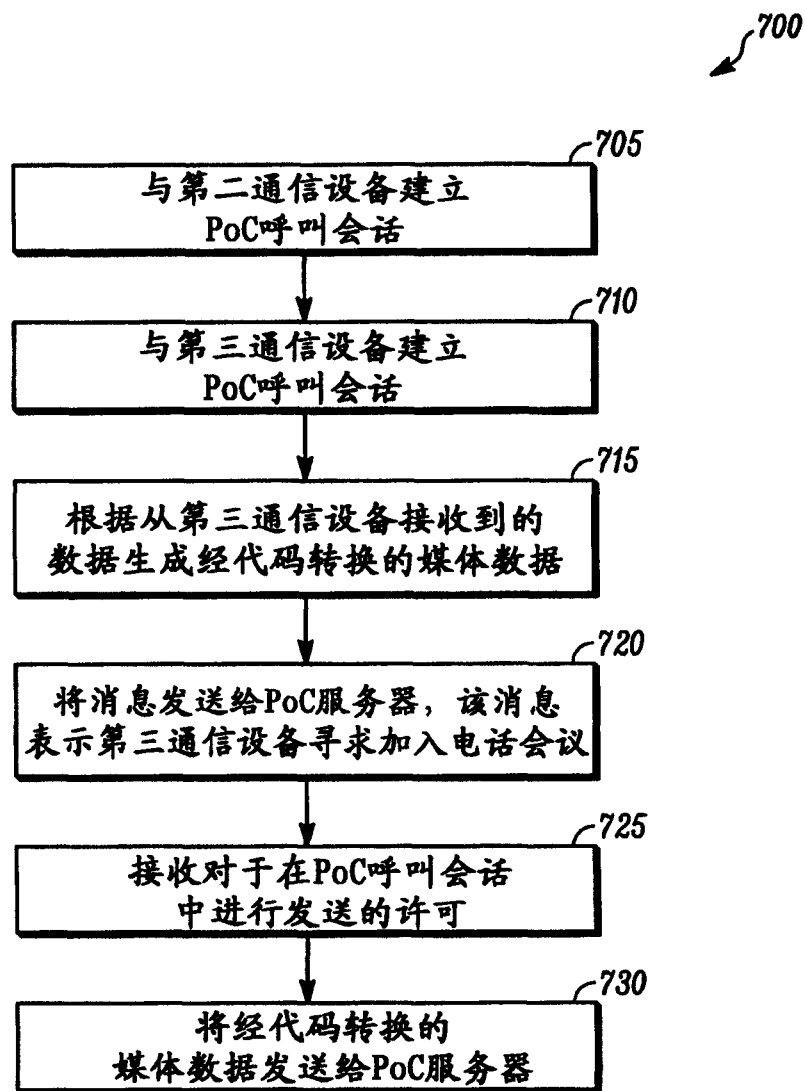 700
705
与第二通信设备建立
PoC呼叫会话
710
与第三通信设备建立
PoC呼叫会话
715
根据从第三通信设备接收到的
数据生成经代码转换的媒体数据
720
将消息发送给PoC服务器，该消息
表示第三通信设备寻求加入电话会议
725
接收对于在PoC呼叫会话
中进行发送的许可
730
将经代码转换的
媒体数据发送给PoC服务器